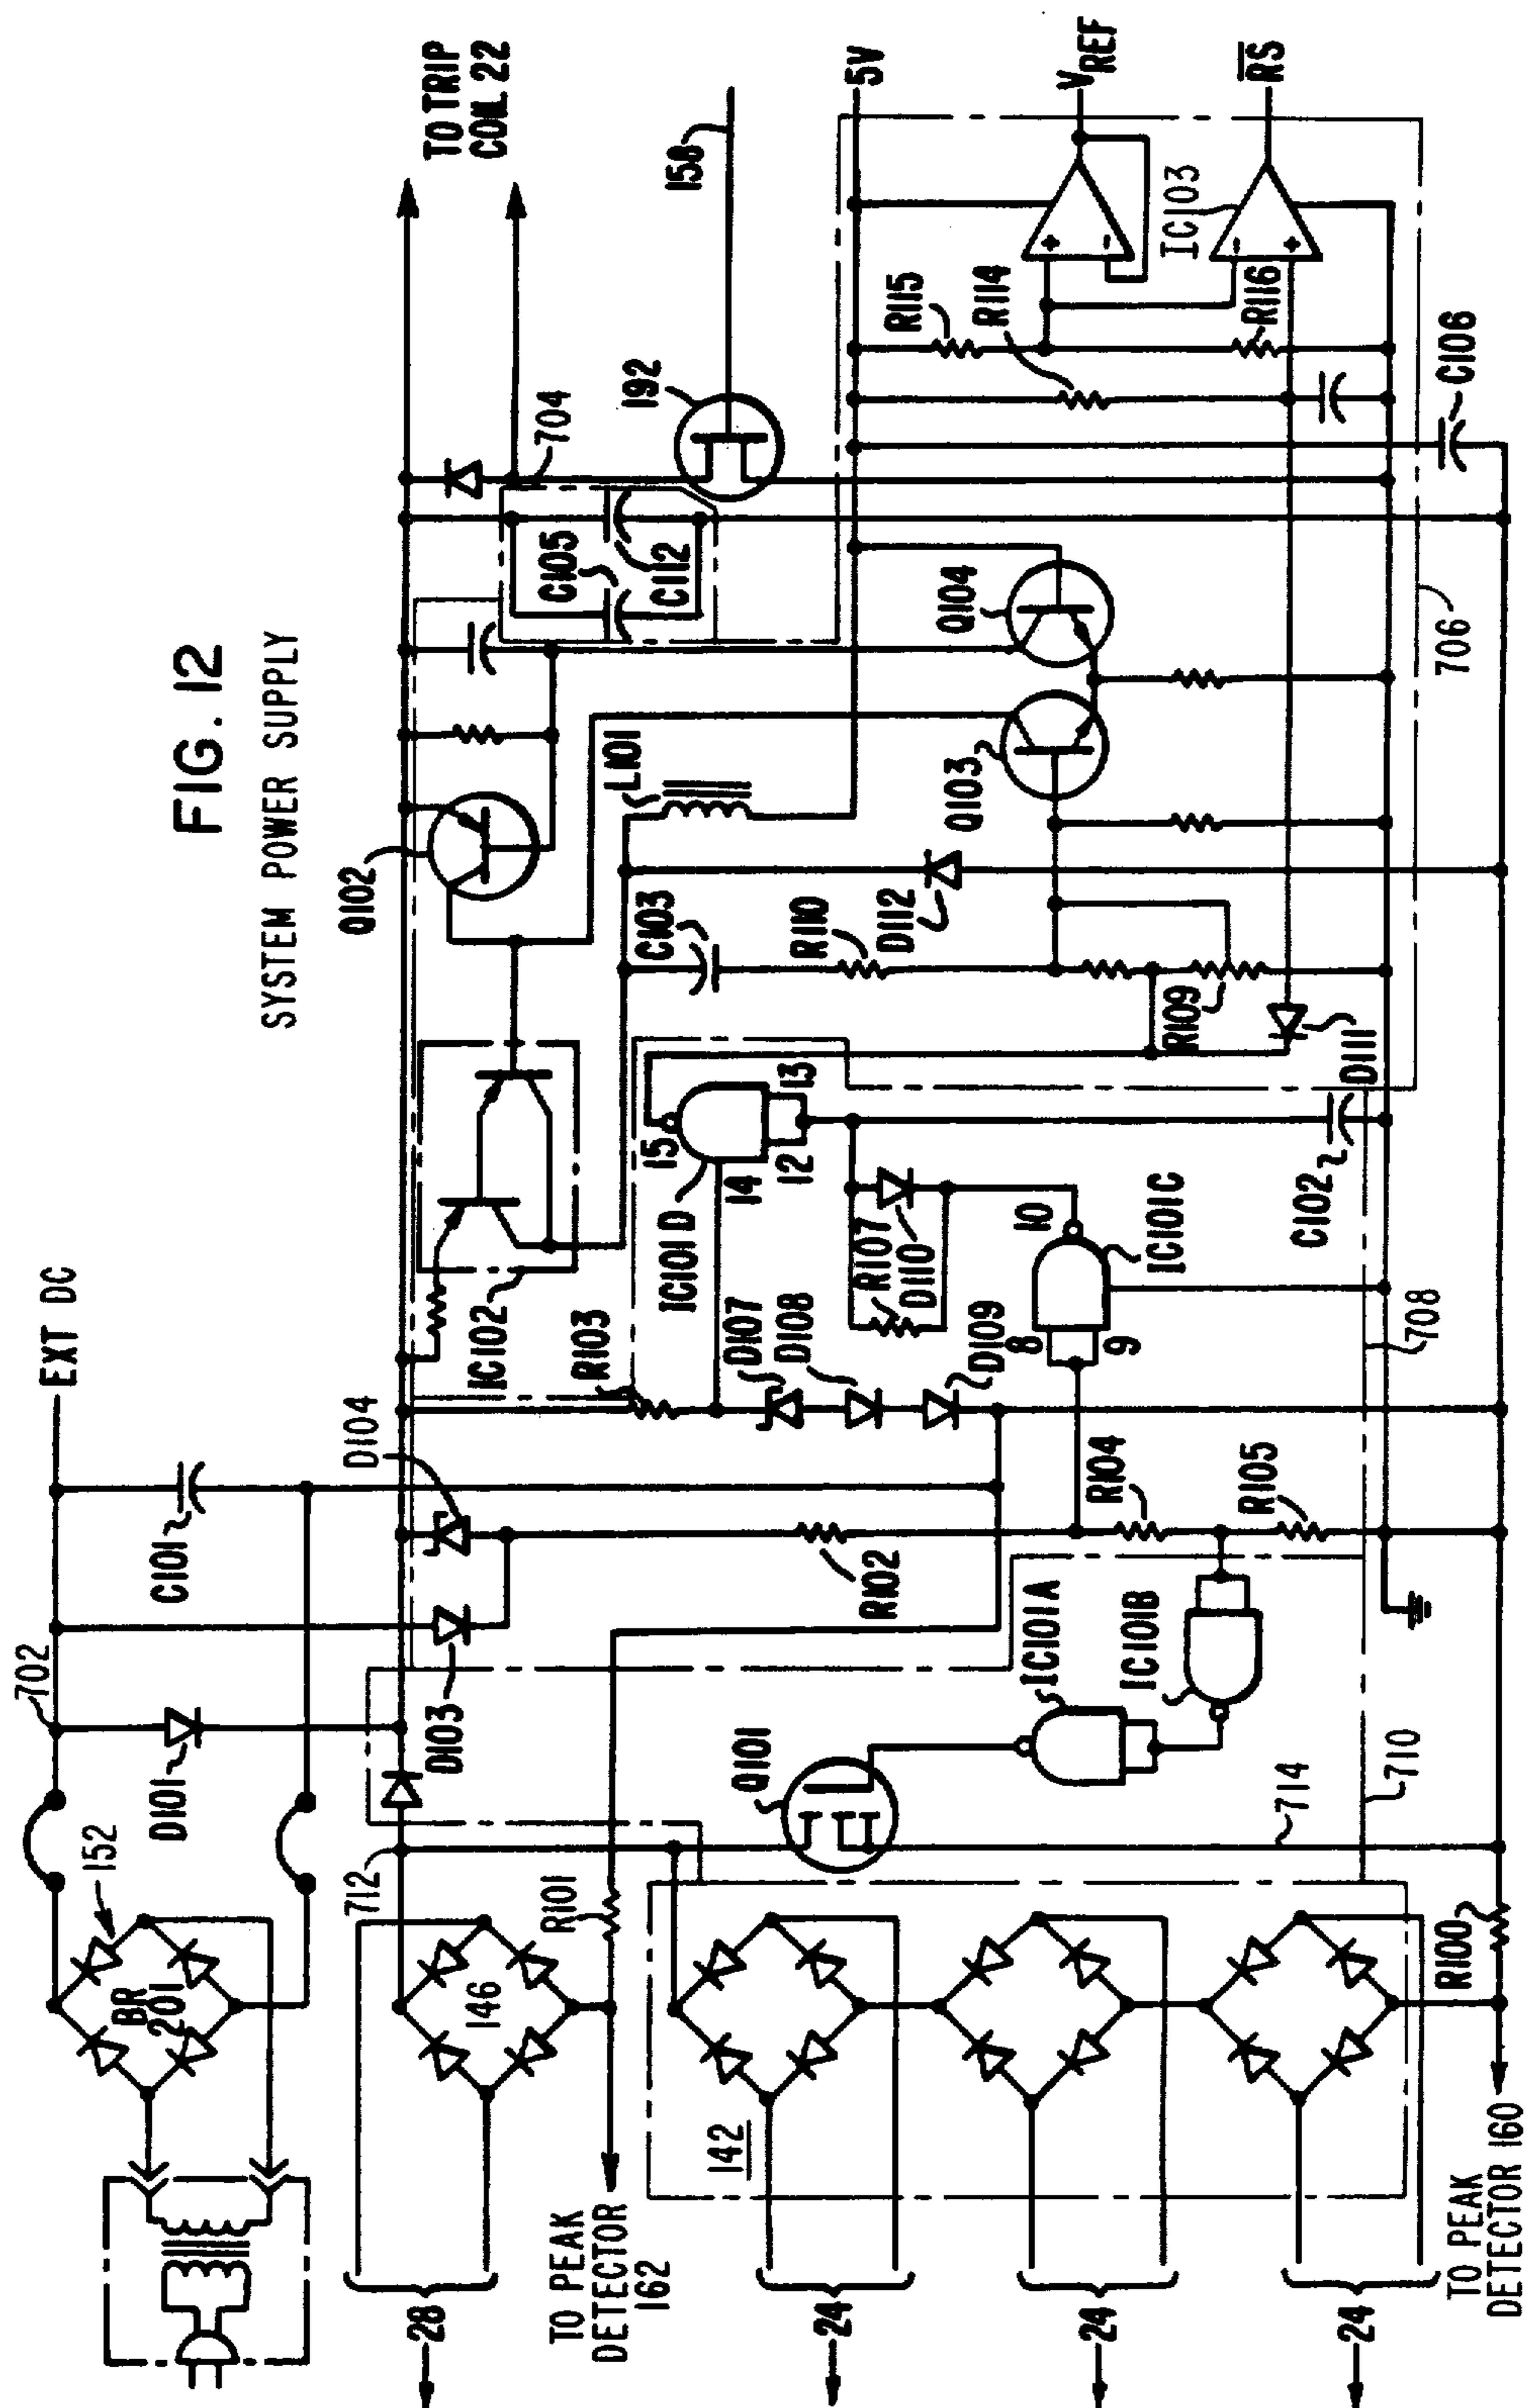 FIG. 12
SYSTEM POWER SUPPLY
702
EXT DC
152
BR
201
D101
C101
D104
D103
712
146
R101
TO PEAK
DETECTOR
162
28
142
24
24
24
TO PEAK
DETECTOR 160
R100
714
710
Q101
IC101A
IC101B
R102
R104
R105
708
IC102
R103
D107
D108
D109
8
9
10
IC101C
R107
D110
C102
IC101D
14
15
12
13
D111
R109
C103
R110
D112
L101
Q102
Q103
Q104
706
C105
C112
704
TO TRIP
COIL 22
192
158
5V
R115
R114
R116
C106
IC103
+
-
-
+
VREF
RS